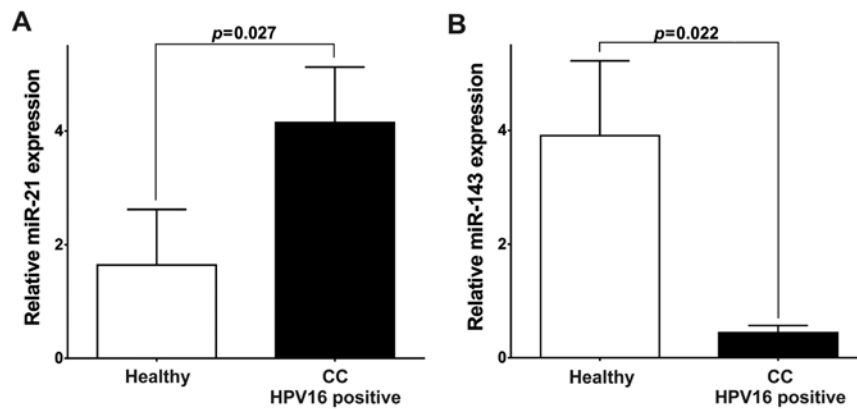 A
p=0.027
Relative miR-21 expression
4
2
0
Healthy
CC
HPV16 positive
B
p=0.022
Relative miR-143 expression
4
2
0
Healthy
CC
HPV16 positive